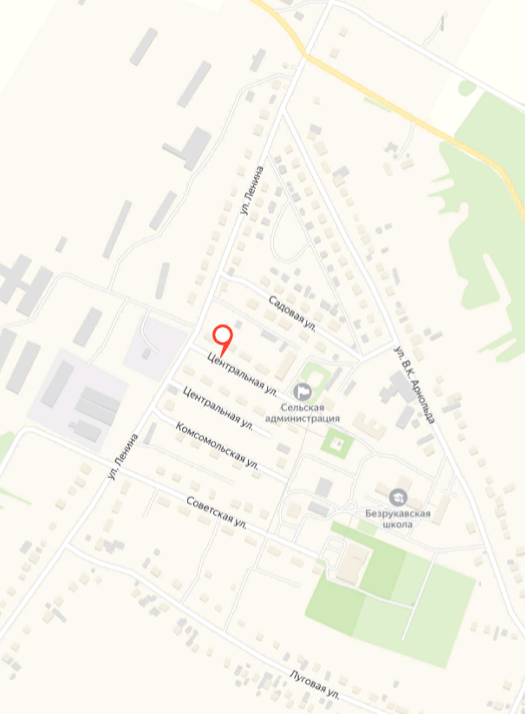 ул. Ленина
Садовая ул.
ул. В.К. Арнольда
Центральная ул.
Сельская
администрация
Центральная ул.
Комсомольская ул.
ул. Ленина
Безрукавская
школа
Советская ул.
Луговая ул.